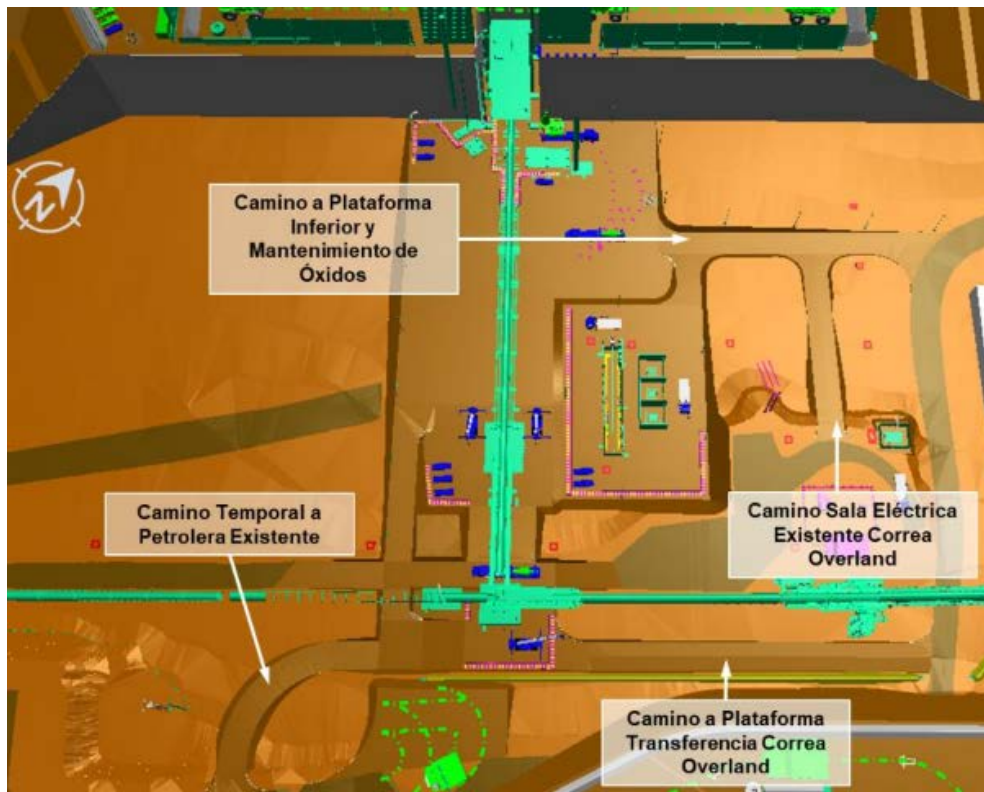 N
Camino a Plataforma
Inferior y
Mantenimiento de
Óxidos
Camino Temporal a
Petrolera Existente
Camino Sala Eléctrica
Existente Correa
Overland
Camino a Plataforma
Transferencia Correa
Overland